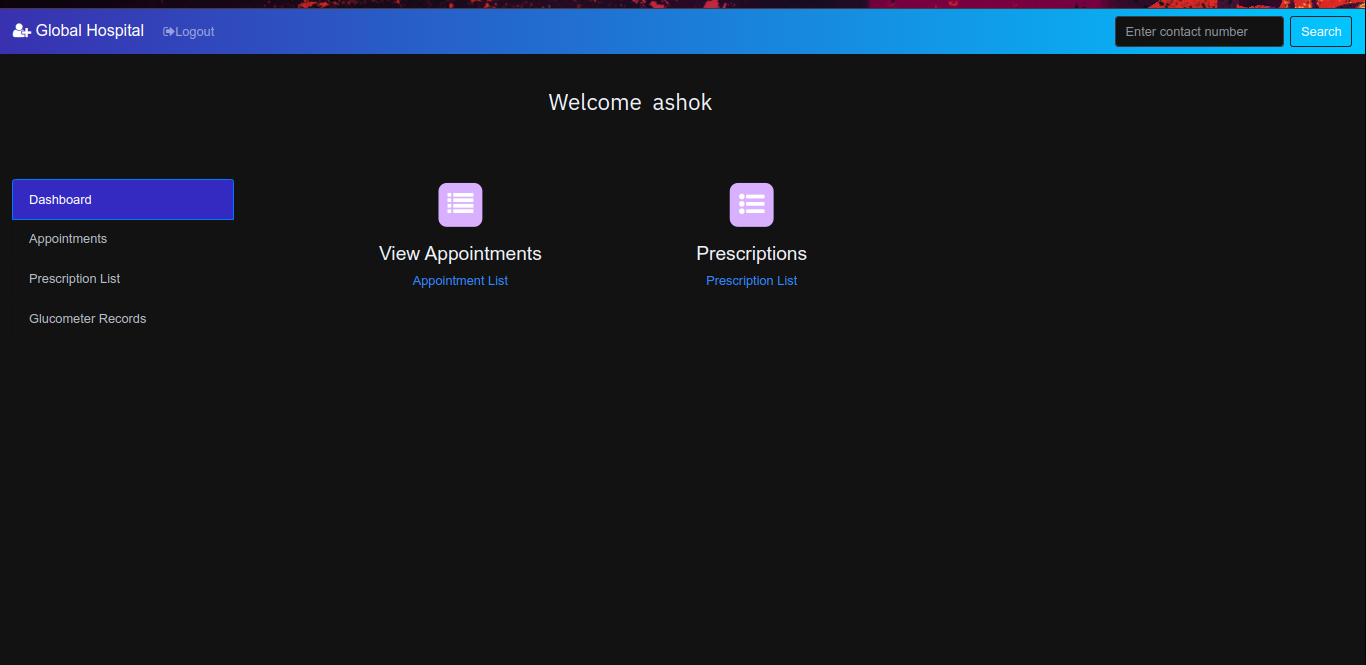 Global Hospital Logout Enter contact number Search
Welcome ashok
Dashboard
Appointments
Prescription List
Glucometer Records
View Appointments
Appointment List
Prescriptions
Prescription List